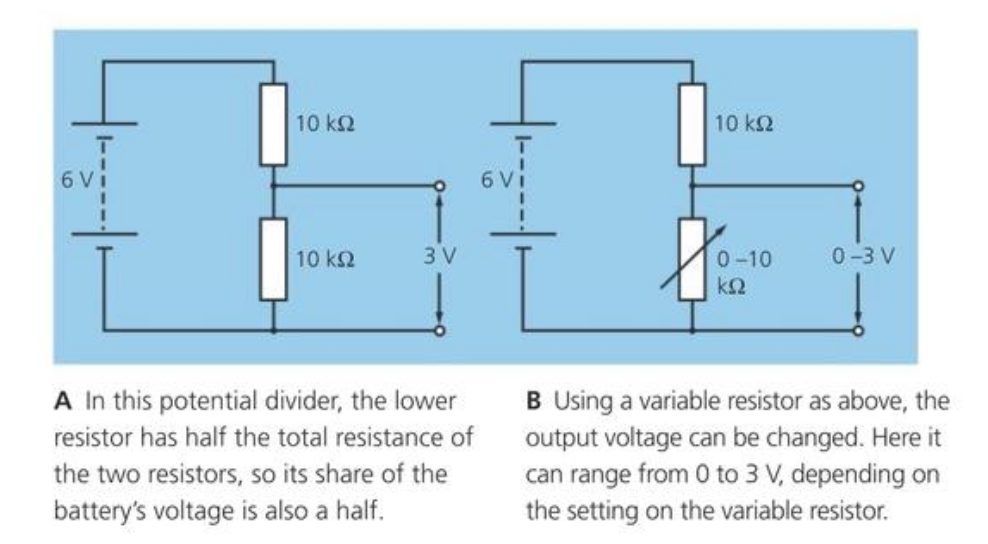 10 kΩ
6 V
10 kΩ
3 V
10 kΩ
6 V
0–10
kΩ
0–3 V
A In this potential divider, the lower
resistor has half the total resistance of
the two resistors, so its share of the
battery’s voltage is also a half.
B Using a variable resistor as above, the
output voltage can be changed. Here it
can range from 0 to 3 V, depending on
the setting on the variable resistor.